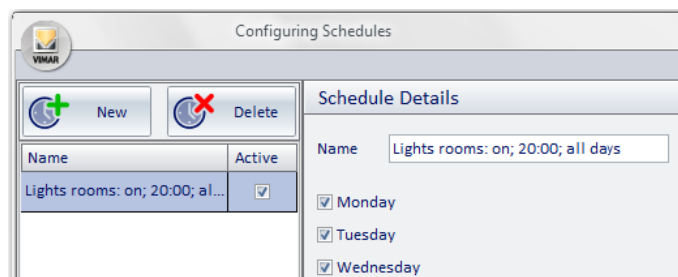 Configuring Schedules
VIMAR
New
Delete
Name
Active
Lights rooms: on; 20:00; al...
Schedule Details
Name
Lights rooms: on; 20:00; all days
Monday
Tuesday
Wednesday